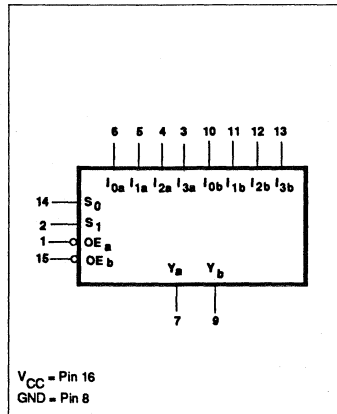 6 5 4 3 10 11 12 13
I0a I1a I2a I3a I0b I1b I2b I3b
14 S0
2 S1
1 OEa
15 OEb
Ya Yb
7 9
VCC = Pin 16
GND = Pin 8